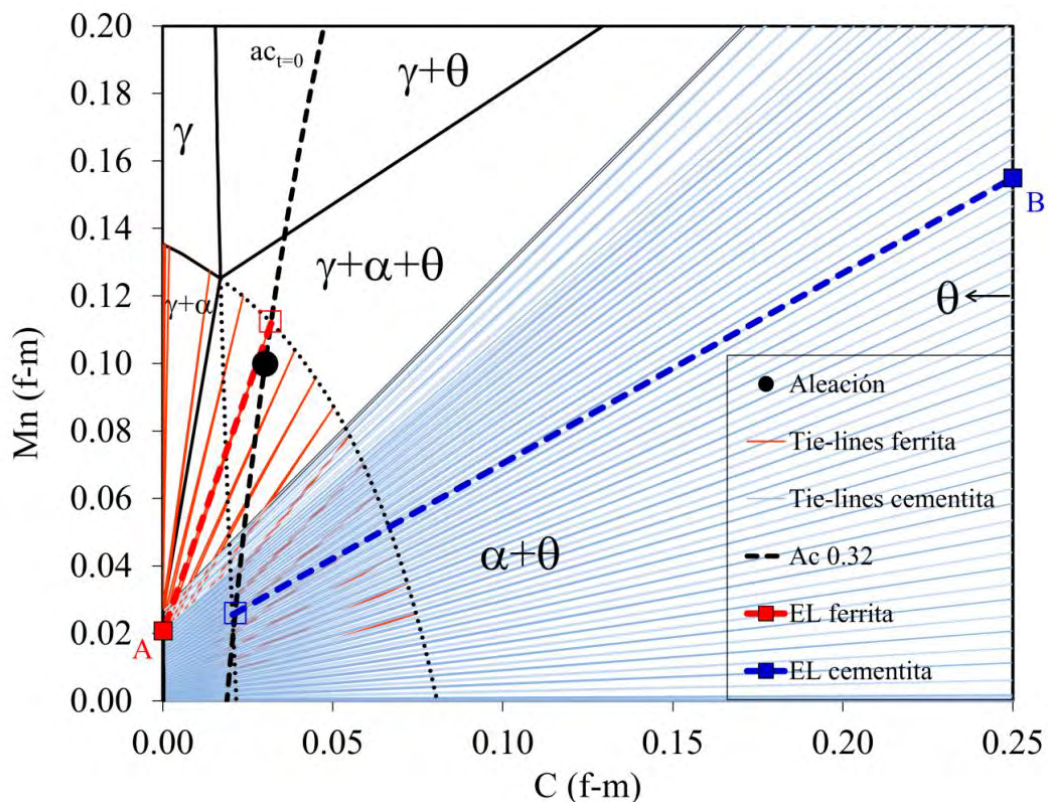 0.20
0.18
0.16
0.14
0.12
0.10
0.08
0.06
0.04
0.02
0.00
Mn (f-m)
ac t=0
γ+θ
γ
γ+α+θ
γ+α
α+θ
θ
B
A
Aleación
Tie-lines ferrita
Tie-lines cementita
Ac 0.32
EL ferrita
EL cementita
0.00 0.05 0.10 0.15 0.20 0.25
C (f-m)